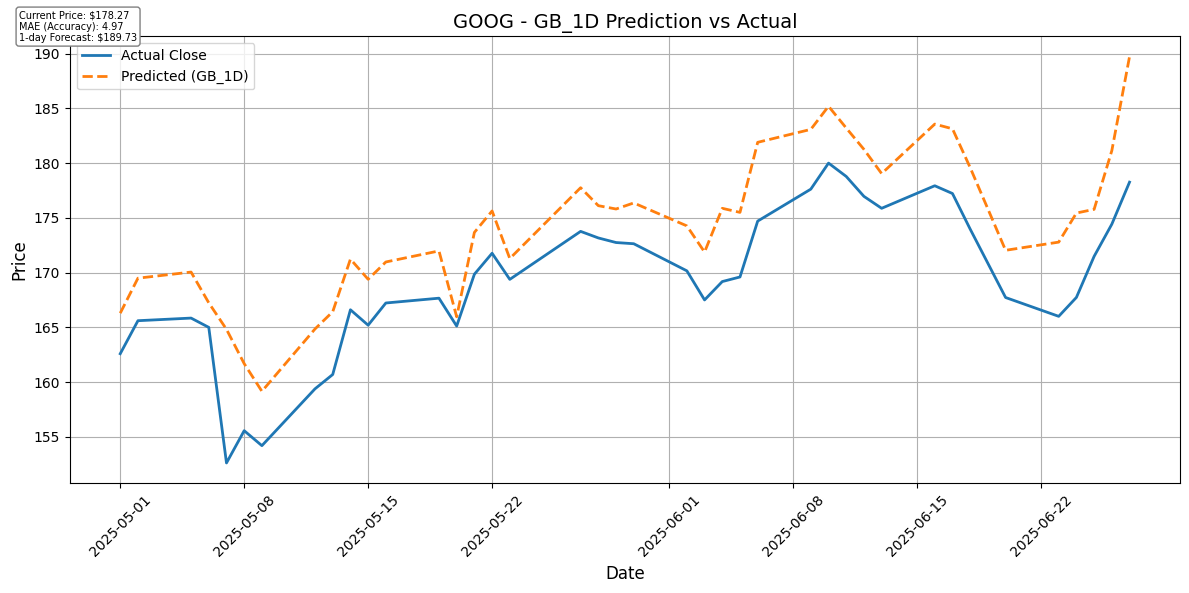 GOOG - GB_1D Prediction vs Actual
Current Price: $178.27
MAE (Accuracy): 4.97
1-day Forecast: $189.73
Actual Close
Predicted (GB_1D)
Price
190
185
180
175
170
165
160
155
2025-05-01
2025-05-08
2025-05-15
2025-05-22
2025-06-01
2025-06-08
2025-06-15
2025-06-22
Date